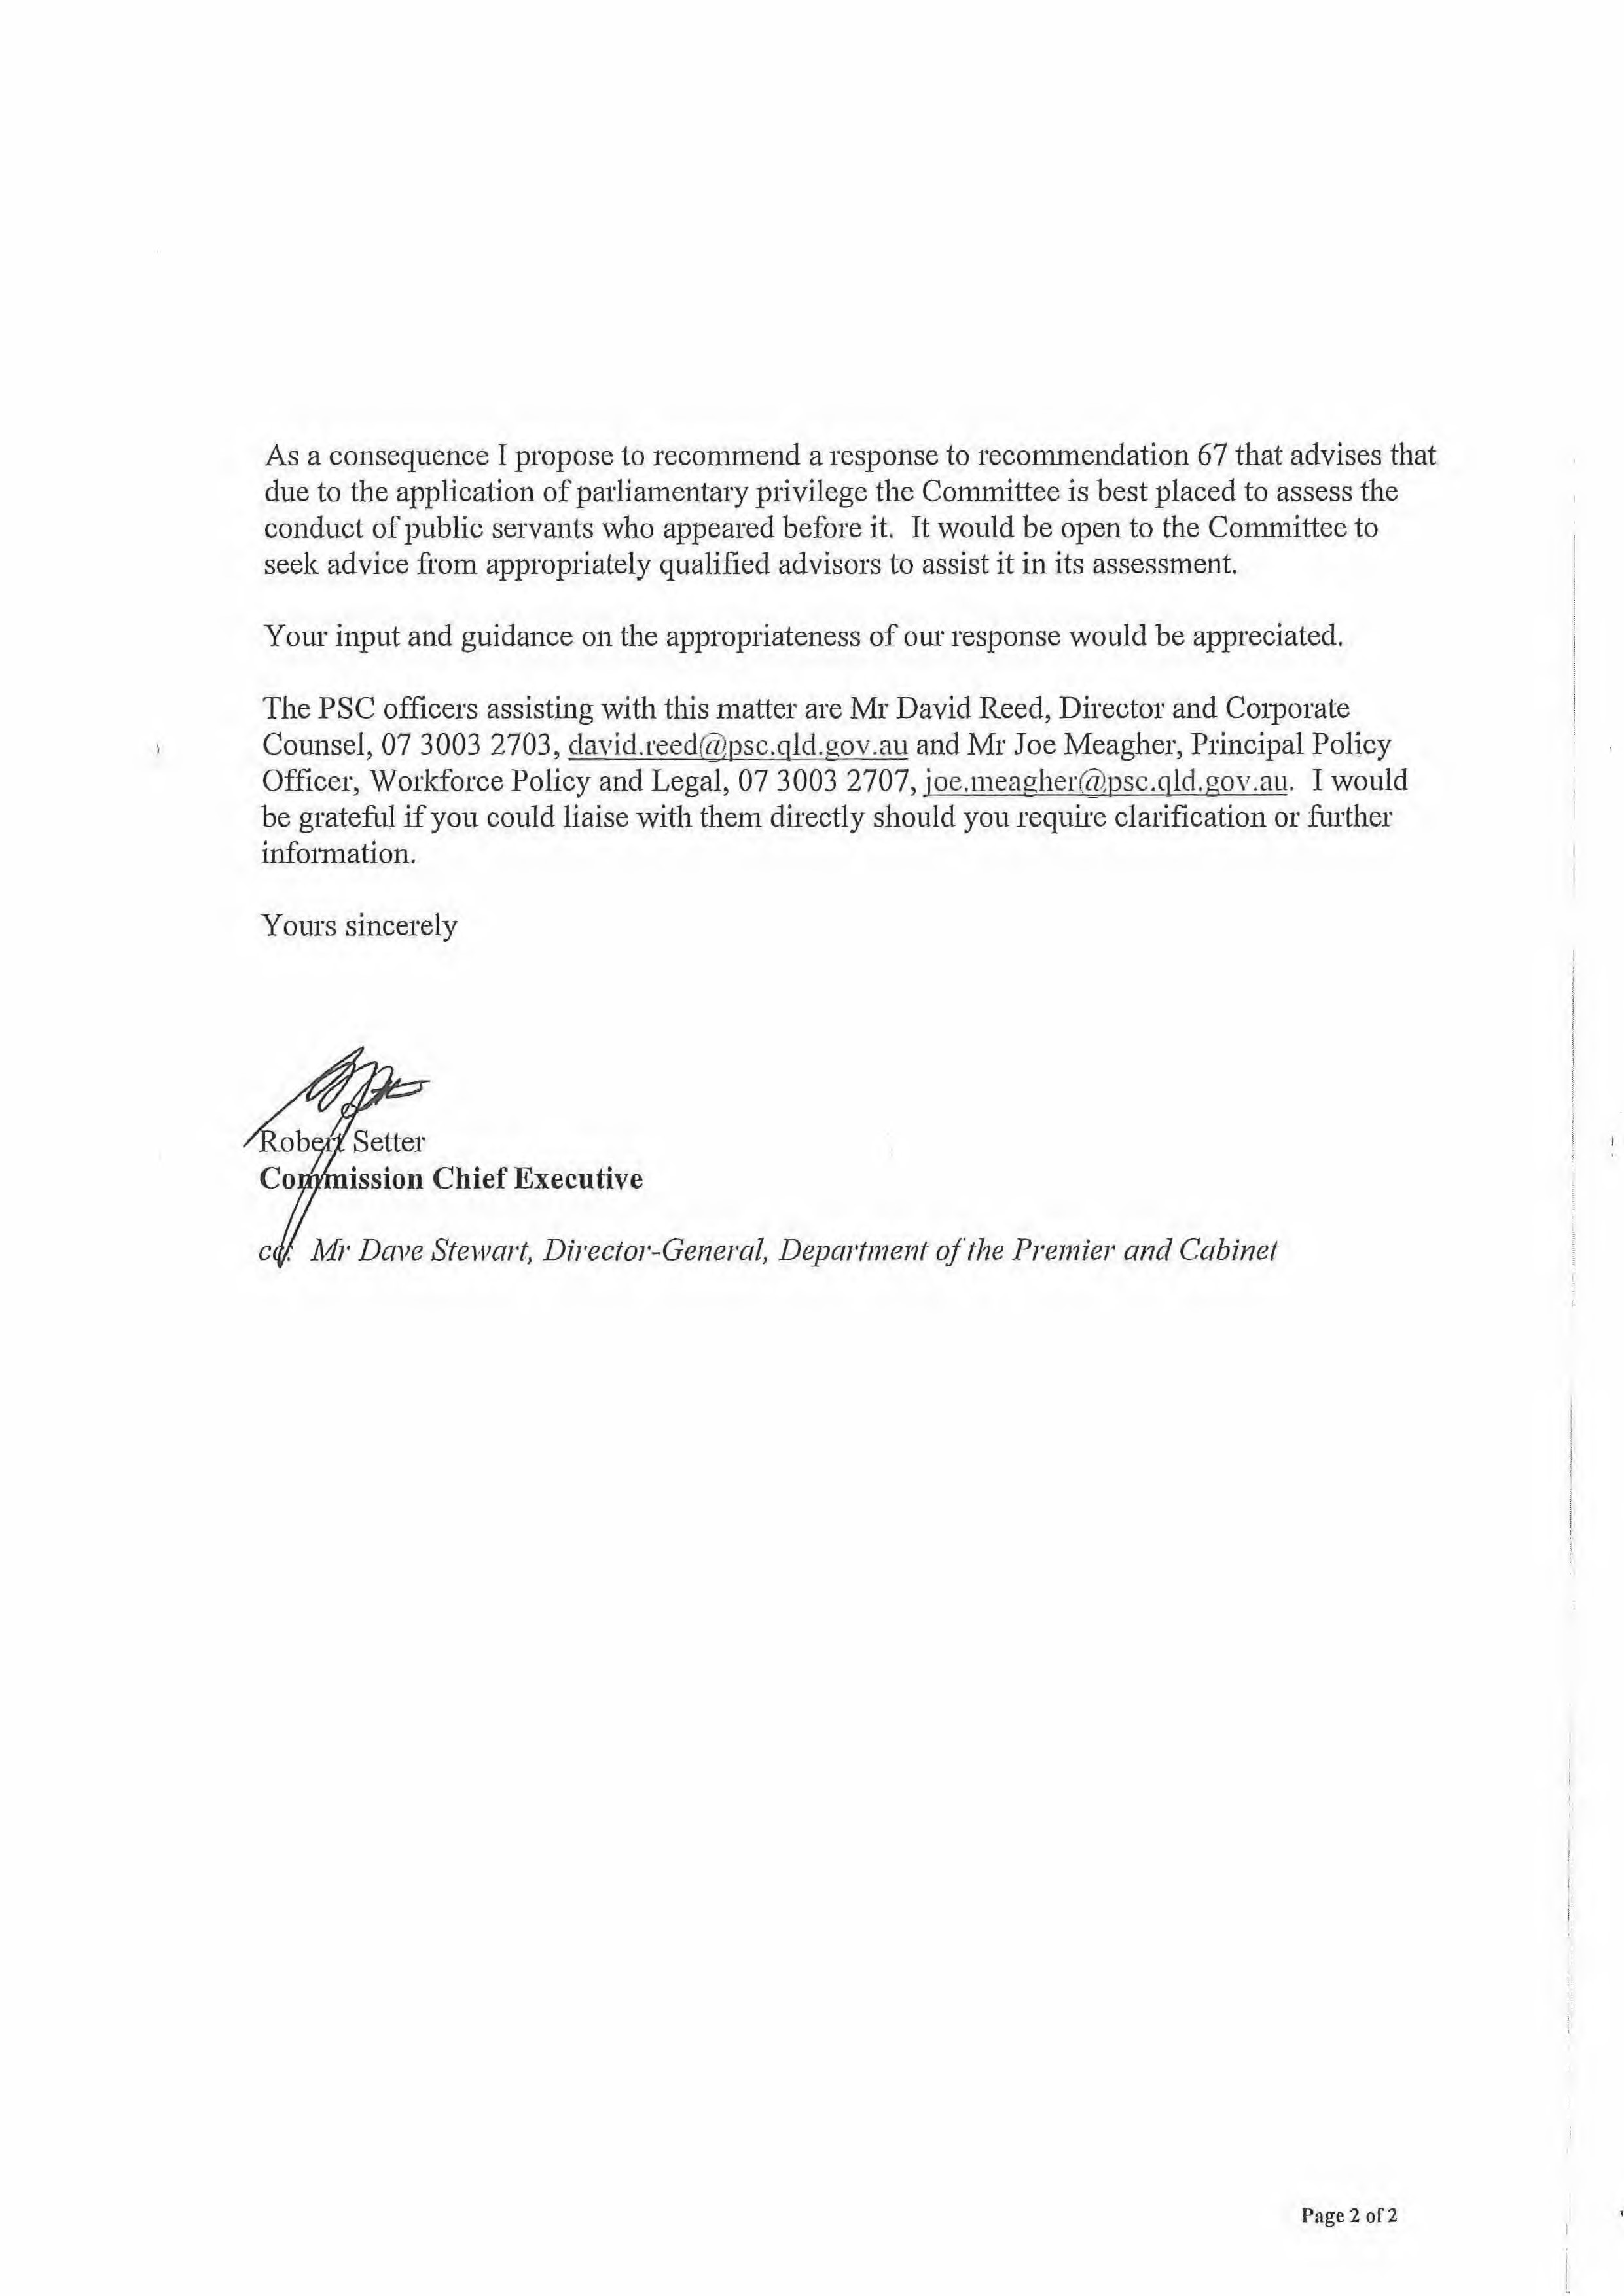 As a consequence I propose to recommend a response to recommendation 67 that advises that
due to the application of parliamentary privilege the Committee is best placed to assess the
conduct of public servants who appeared before it.  It would be open to the Committee to
seek advice from appropriately qualified advisors to assist it in its assessment.
Your input and guidance on the appropriateness of our response would be appreciated.
The PSC officers assisting with this matter are Mr David Reed, Director and Corporate
Counsel, 07 3003 2703, david.reed@psc.qld.gov.au and Mr Joe Meagher, Principal Policy
Officer, Workforce Policy and Legal, 07 3003 2707, joe.meagher@psc.qld.gov.au.  I would
be grateful if you could liaise with them directly should you require clarification or further
information.
Yours sincerely
Robert Setter
Commission Chief Executive
cc: Mr Dave Stewart, Director-General, Department of the Premier and Cabinet
Page 2 of 2